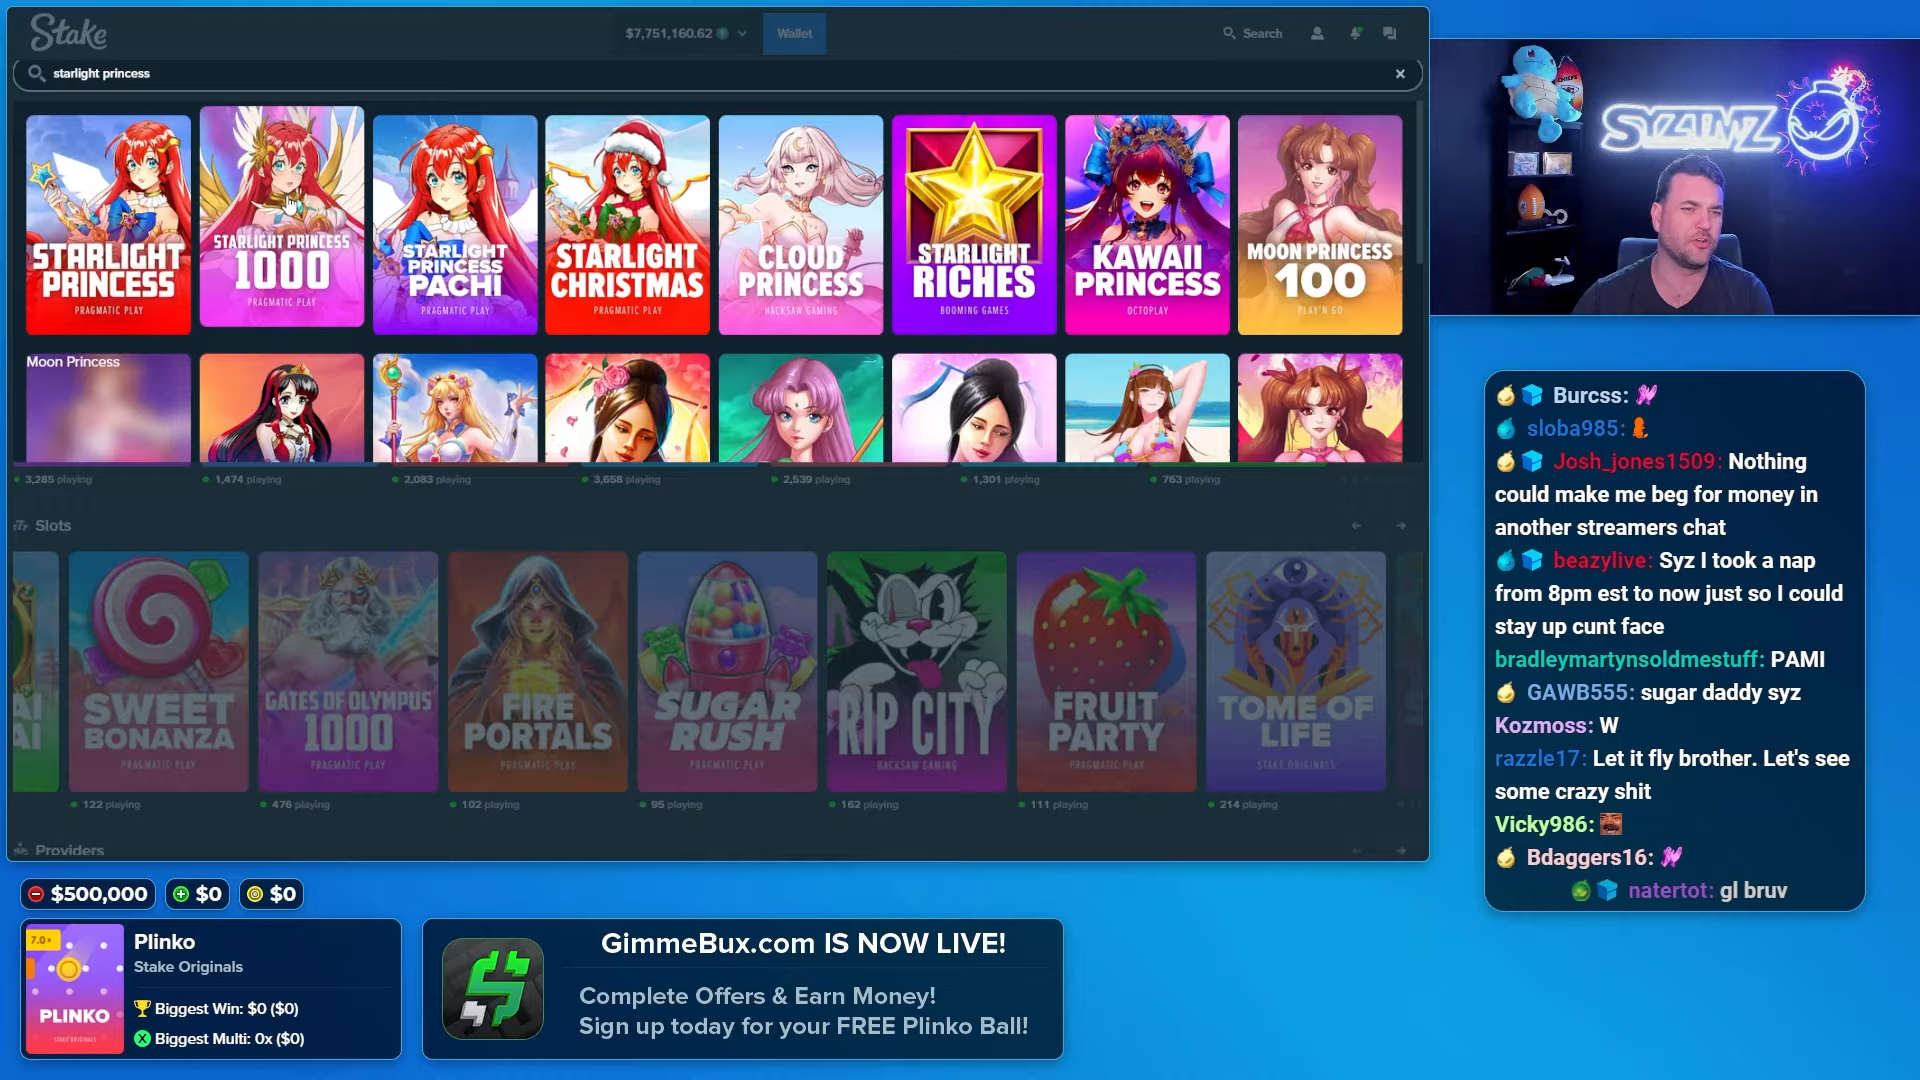 Stake
$7,751,160.62
Wallet
Search
starlight princess
STARLIGHT
PRINCESS
PRAGMATIC PLAY
STARLIGHT PRINCESS
1000
PRAGMATIC PLAY
STARLIGHT
PRINCESS
PACHI
PRAGMATIC PLAY
STARLIGHT
CHRISTMAS
PRAGMATIC PLAY
CLOUD
PRINCESS
HACKSAW GAMING
STARLIGHT
RICHES
BOOMING GAMES
KAWAII
PRINCESS
OCTOPLAY
MOON PRINCESS
100
PLAY'N GO
Moon Princess
3,285 playing
1,474 playing
2,083 playing
3,658 playing
2,539 playing
1,301 playing
763 playing
Slots
SWEET
BONANZA
PRAGMATIC PLAY
GATES OF OLYMPUS
1000
PRAGMATIC PLAY
FIRE
PORTALS
PRAGMATIC PLAY
SUGAR
RUSH
PRAGMATIC PLAY
RIP CITY
HACKSAW GAMING
FRUIT
PARTY
PRAGMATIC PLAY
TOME OF
LIFE
STAKE ORIGINALS
122 playing
476 playing
102 playing
95 playing
162 playing
111 playing
214 playing
Providers
SYZTMZ
CHIEFS
Burcss:
sloba985:
Josh_jones1509: Nothing
could make me beg for money in
another streamers chat
beazylive: Syz I took a nap
from 8pm est to now just so I could
stay up cunt face
bradleymartynsoldmestuff: PAMI
GAWB555: sugar daddy syz
Kozmoss: W
razzle17: Let it fly brother. Let's see
some crazy shit
Vicky986:
Bdaggers16:
natertot: gl bruv
$500,000
$0
$0
7.0x
PLINKO
STAKE ORIGINALS
Plinko
Stake Originals
Biggest Win: $0 ($0)
Biggest Multi: 0x ($0)
GimmeBux.com IS NOW LIVE!
Complete Offers & Earn Money!
Sign up today for your FREE Plinko Ball!